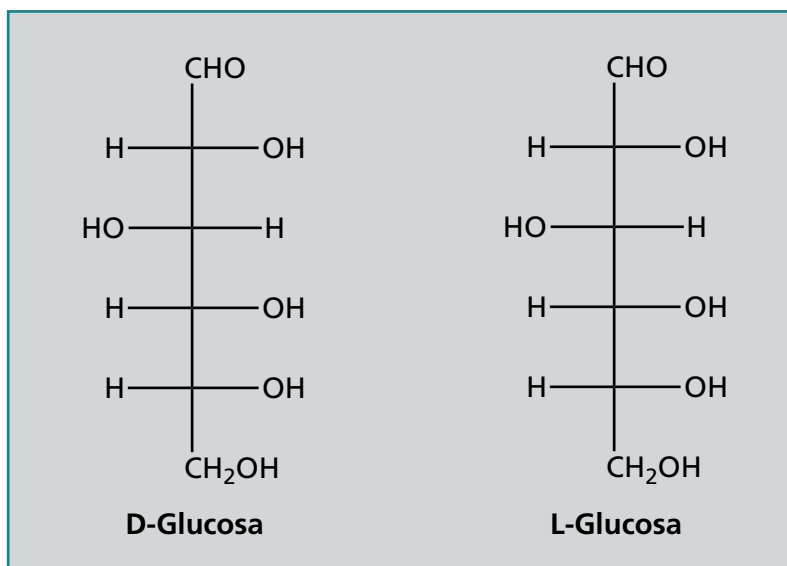 CHO CHO
H OH H OH
HO H HO H
H OH H OH
H OH H OH
CH₂OH CH₂OH
D-Glucosa L-Glucosa